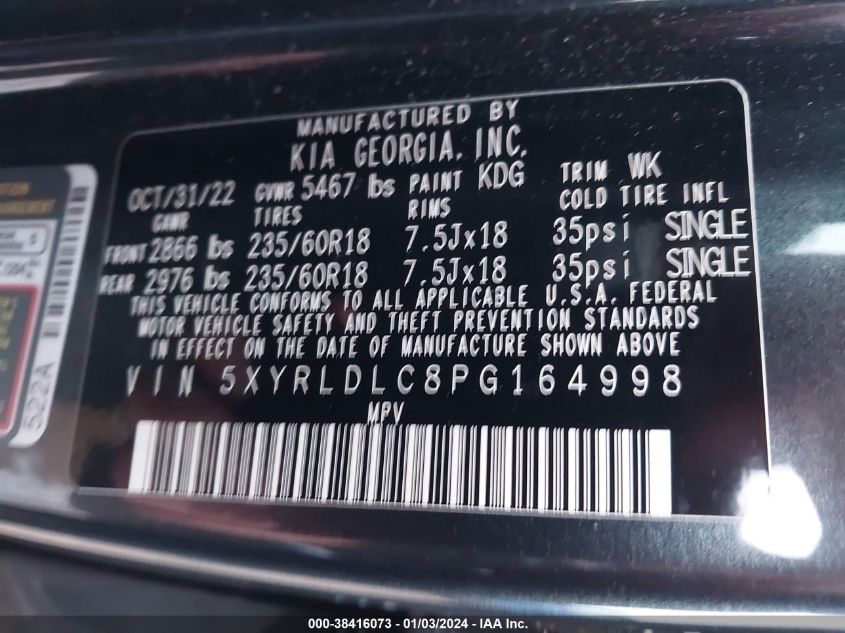 MANUFACTURED BY
KIA GEORGIA, INC.
OCT/31/22 GVWR 5467 lbs PAINT KDG TRIM WK
GAWR TIRES RIMS COLD TIRE INFL
FRONT 2866 lbs 235/60R18 7.5Jx18 35psi SINGLE
REAR 2976 lbs 235/60R18 7.5Jx18 35psi SINGLE
THIS VEHICLE CONFORMS TO ALL APPLICABLE U.S.A. FEDERAL
MOTOR VEHICLE SAFETY AND THEFT PREVENTION STANDARDS
IN EFFECT ON THE DATE OF MANUFACTURE SHOWN ABOVE
VIN 5XYRLDLC8PG164998
MPV
522A
000-38416073 - 01/03/2024 - IAA Inc.